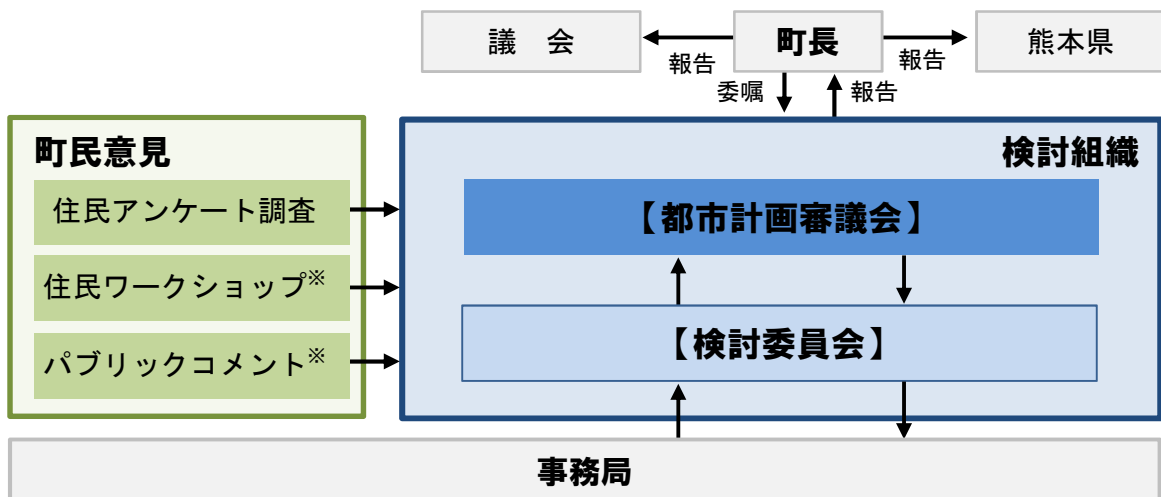 議　会
町長
熊本県
報告
報告
委嘱
報告
町民意見
検討組織
住民アンケート調査
【都市計画審議会】
住民ワークショップ※
【検討委員会】
パブリックコメント※
事務局